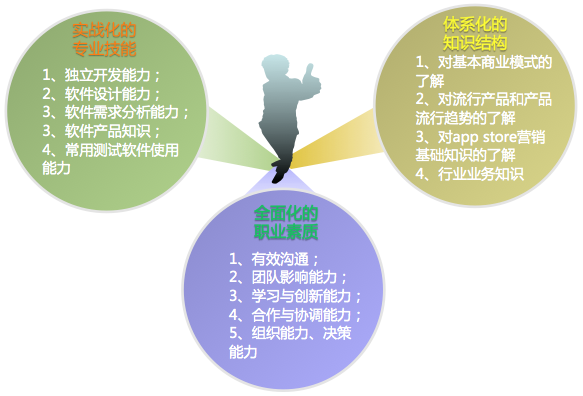 实战化的
专业技能
1、独立开发能力；
2、软件设计能力；
3、软件需求分析能力；
3、软件产品知识；
4、常用测试软件使用
能力
体系化的
知识结构
1、对基本商业模式的
了解
2、对流行产品和产品
流行趋势的了解
3、对app store营销
基础知识的了解
4、行业业务知识
全面化的
职业素质
1、有效沟通；
2、团队影响能力；
3、学习与创新能力；
4、合作与协调能力；
5、组织能力、决策
能力